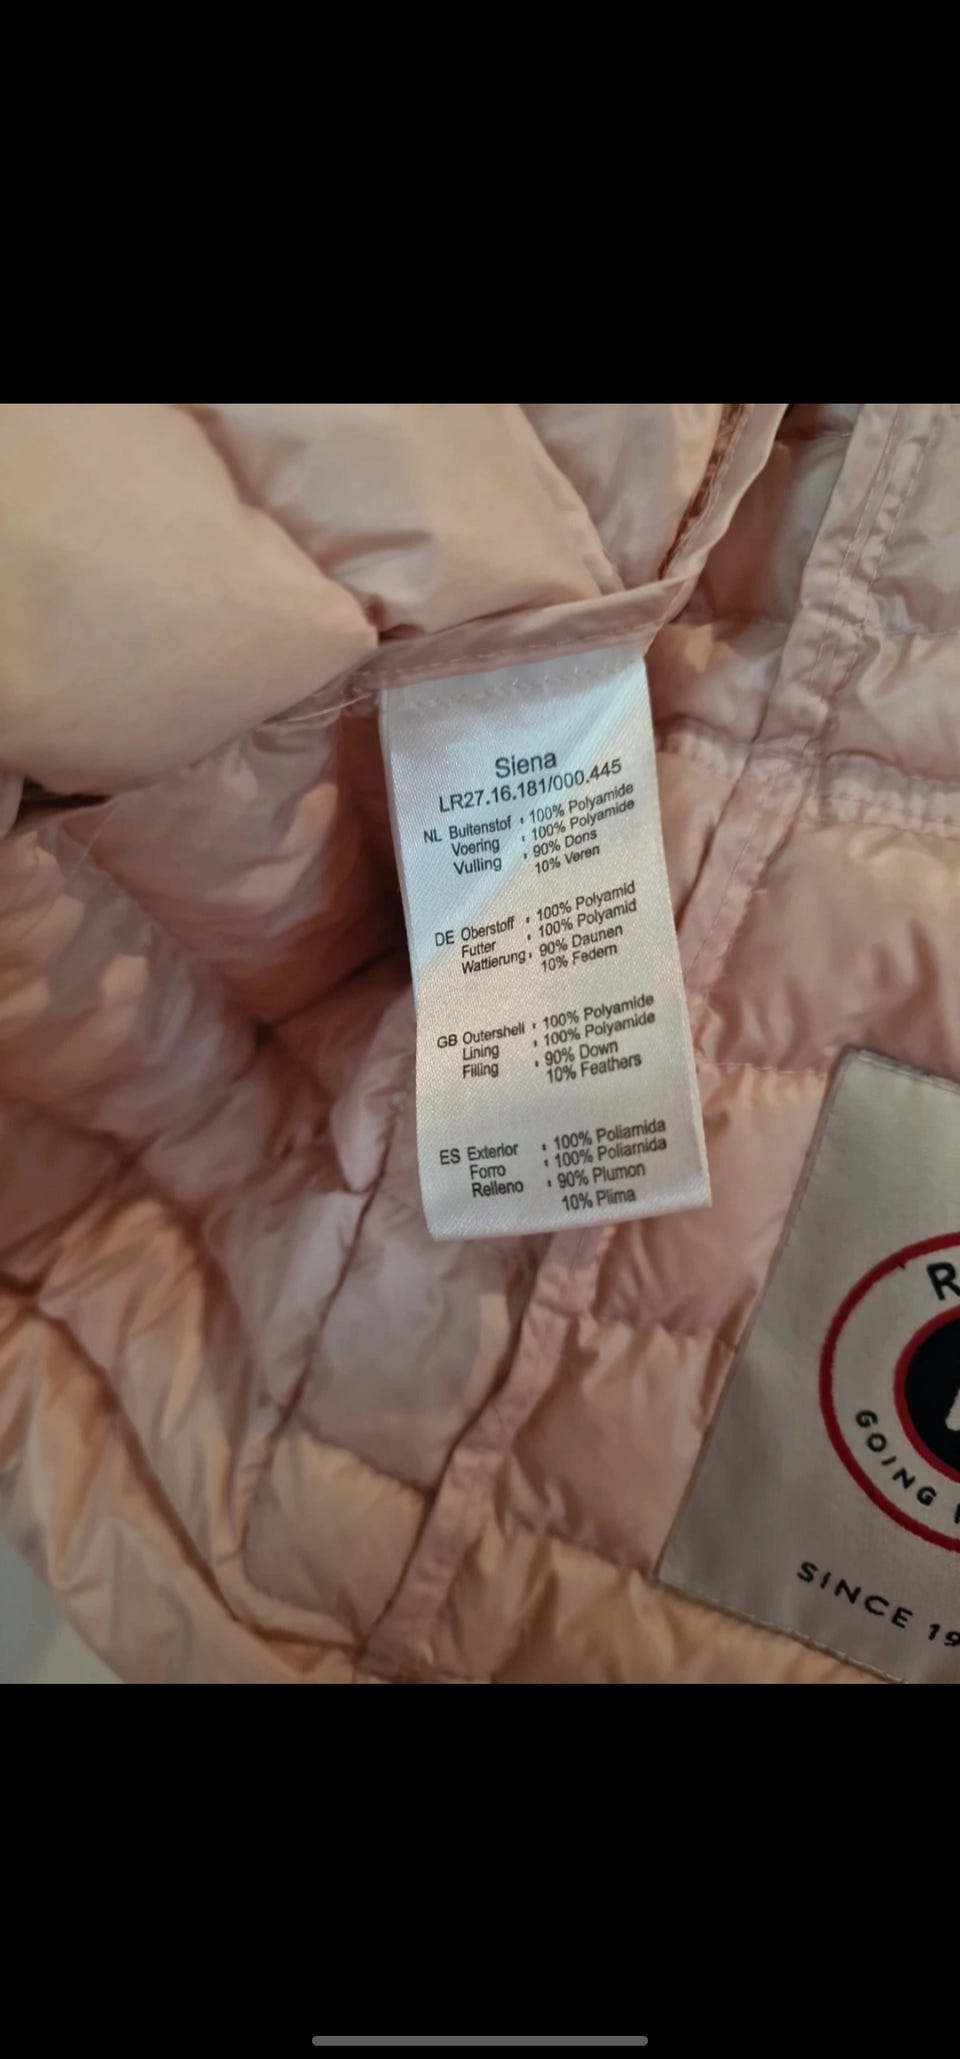 Siena
LR27.16.181/000.445
NL Buitenstof : 100% Polyamide
Voering : 100% Polyamide
Vulling : 90% Dons
10% Veren
DE Oberstoff : 100% Polyamid
Futter : 100% Polyamid
Wattierung : 90% Daunen
10% Federn
GB Outershell : 100% Polyamide
Lining : 100% Polyamide
Filling : 90% Down
10% Feathers
ES Exterior : 100% Poliamida
Forro : 100% Poliamida
Relleno : 90% Plumon
10% Plima
R
GOING
SINCE 19